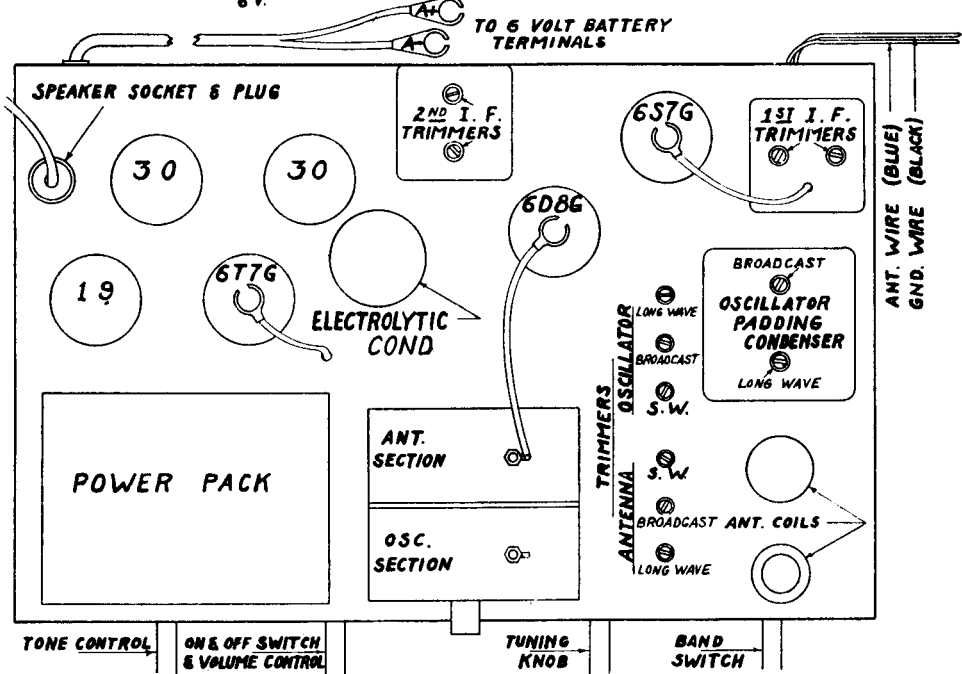 6 V.
A+
A-
TO 6 VOLT BATTERY
TERMINALS
SPEAKER SOCKET & PLUG
2ND I. F.
TRIMMERS
6S7G
1ST I. F.
TRIMMERS
ANT. WIRE (BLUE)
GND. WIRE (BLACK)
30
30
6D8G
19
6T7G
ELECTROLYTIC
COND
BROADCAST
OSCILLATOR
PADDING
CONDENSER
LONG WAVE
TRIMMERS
OSCILLATOR
LONG WAVE
BROADCAST
S.W.
ANTENNA
S.W.
BROADCAST
LONG WAVE
ANT. COILS
POWER PACK
ANT.
SECTION
OSC.
SECTION
TONE CONTROL
ON & OFF SWITCH
& VOLUME CONTROL
TUNING
KNOB
BAND
SWITCH